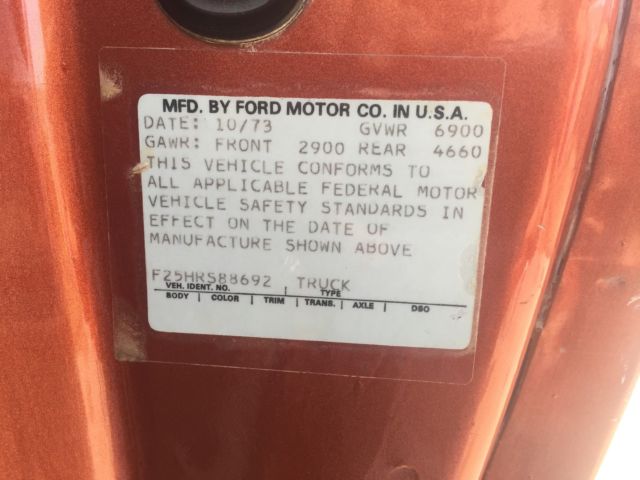 MFD. BY FORD MOTOR CO. IN U.S.A.
DATE: 10/73 GVWR 6900
GAWR: FRONT 2900 REAR 4660
THIS VEHICLE CONFORMS TO
ALL APPLICABLE FEDERAL MOTOR
VEHICLE SAFETY STANDARDS IN
EFFECT ON THE DATE OF
MANUFACTURE SHOWN ABOVE
F25HRS88692 TRUCK
VEH. IDENT. NO. TYPE
BODY | COLOR | TRIM | TRANS. | AXLE | DSO